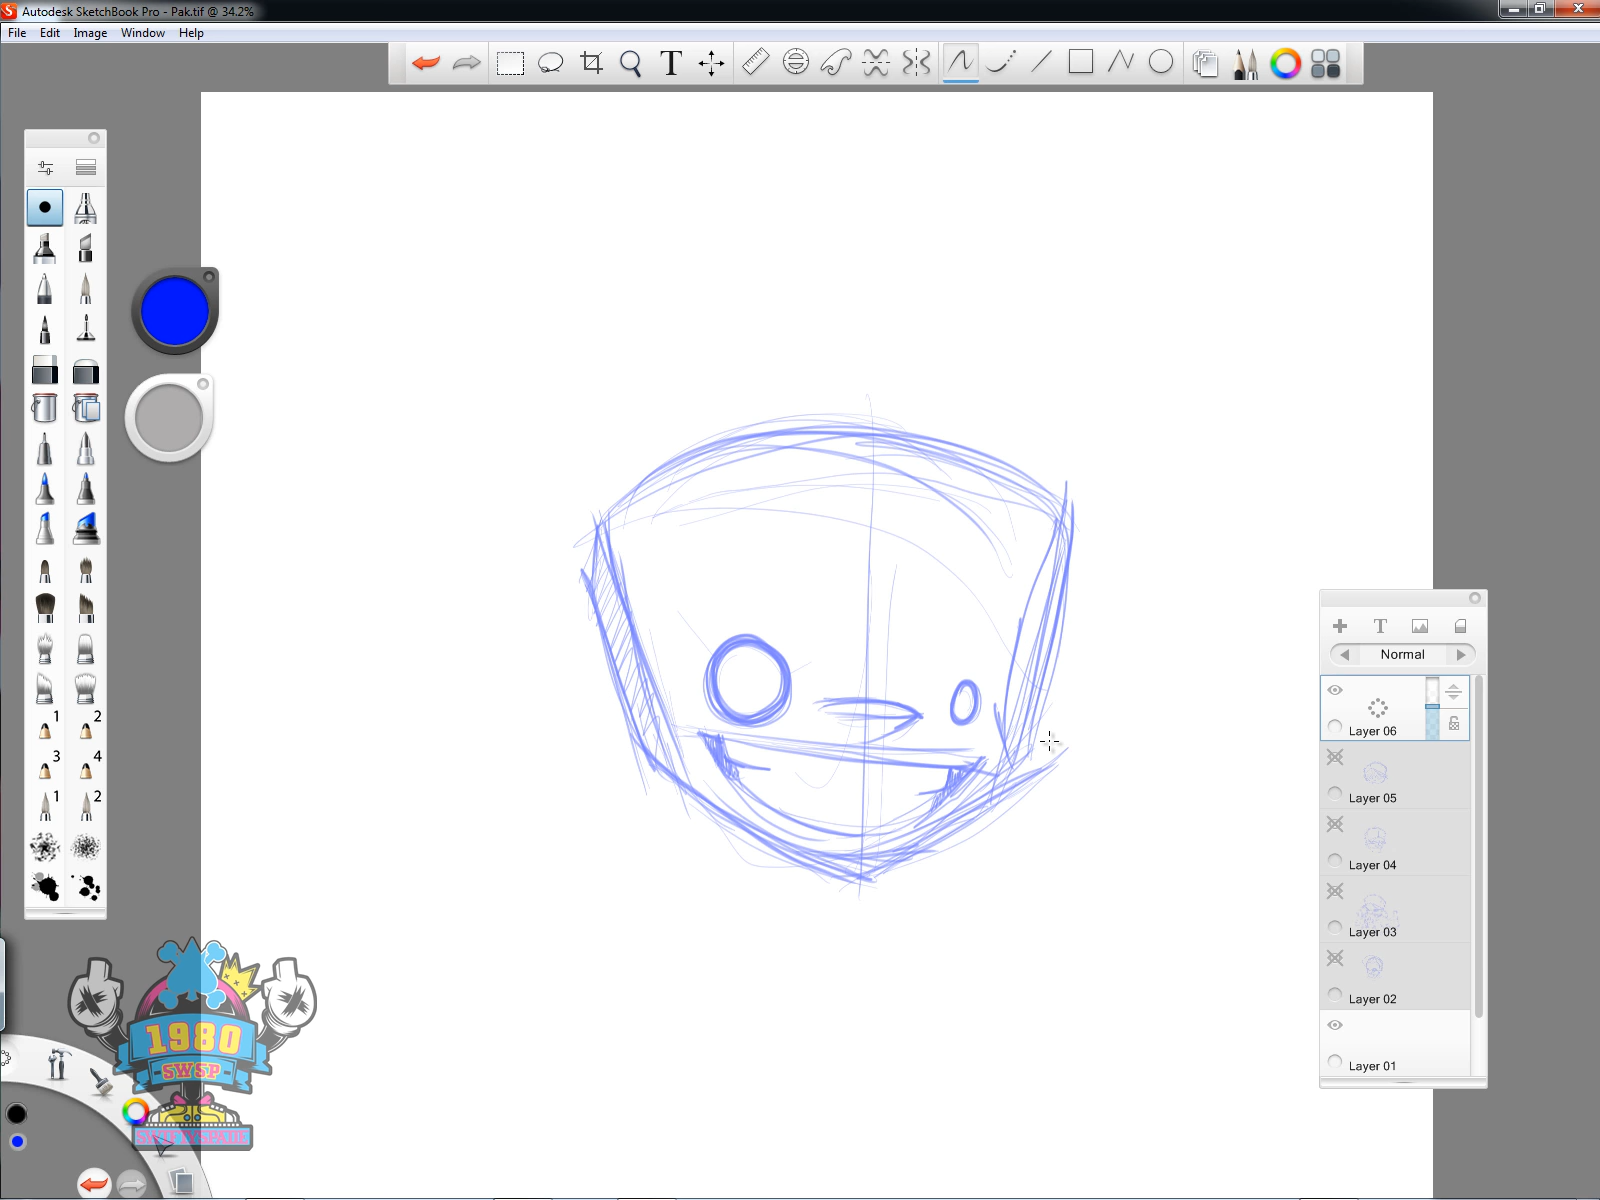 Autodesk SketchBook Pro - Pak.tif @ 34.2%
File Edit Image Window Help
T
1 2
3 4
1 2
T
Normal
Layer 06
Layer 05
Layer 04
Layer 03
Layer 02
Layer 01
1980
SWSP
SWIFTYSPADE